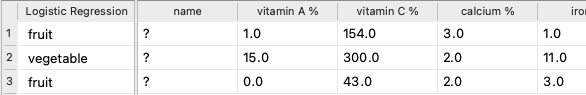 Logistic Regression name vitamin A % vitamin C % calcium %
1 fruit ? 1.0 154.0 3.0 1.0
2 vegetable ? 15.0 300.0 2.0 11.0
3 fruit ? 0.0 43.0 2.0 3.0